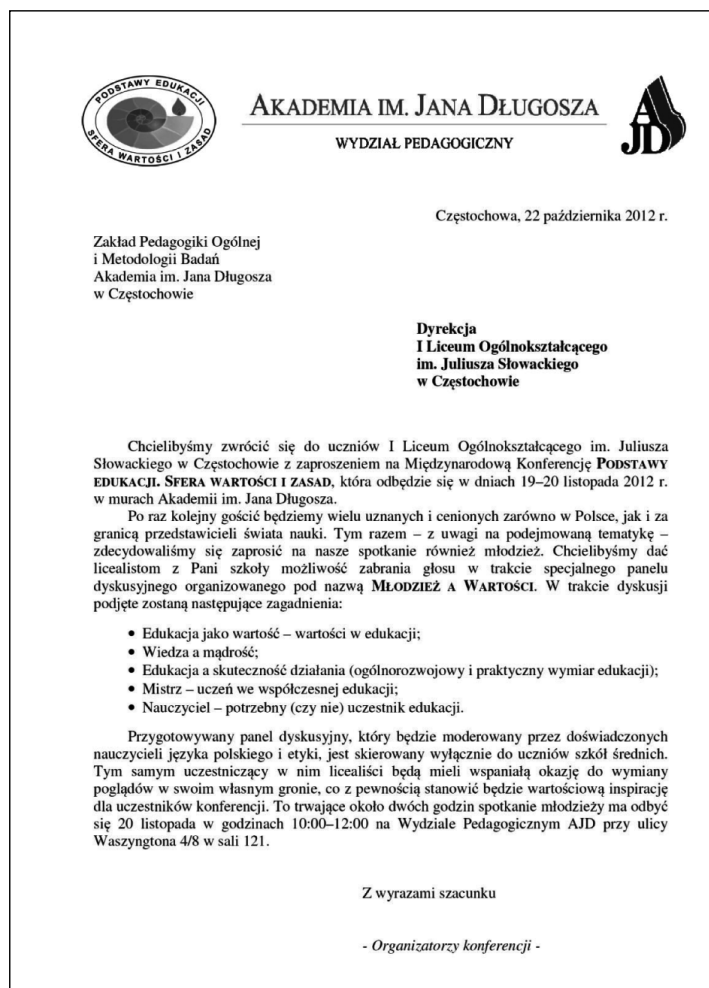 PODSTAWY EDUKACJI
SFERA WARTOŚCI I ZASAD
AKADEMIA IM. JANA DŁUGOSZA
WYDZIAŁ PEDAGOGICZNY
AJD
Częstochowa, 22 października 2012 r.
Zakład Pedagogiki Ogólnej
i Metodologii Badań
Akademia im. Jana Długosza
w Częstochowie
Dyrekcja
I Liceum Ogólnokształcącego
im. Juliusza Słowackiego
w Częstochowie
Chcielibyśmy zwrócić się do uczniów I Liceum Ogólnokształcącego im. Juliusza
Słowackiego w Częstochowie z zaproszeniem na Międzynarodową Konferencję PODSTAWY
EDUKACJI. SFERA WARTOŚCI I ZASAD, która odbędzie się w dniach 19–20 listopada 2012 r.
w murach Akademii im. Jana Długosza.
Po raz kolejny gościć będziemy wielu uznanych i cenionych zarówno w Polsce, jak i za
granicą przedstawicieli świata nauki. Tym razem – z uwagi na podejmowaną tematykę –
zdecydowaliśmy się zaprosić na nasze spotkanie również młodzież. Chcielibyśmy dać
licealistom z Pani szkoły możliwość zabrania głosu w trakcie specjalnego panelu
dyskusyjnego organizowanego pod nazwą MŁODZIEŻ A WARTOŚCI. W trakcie dyskusji
podjęte zostaną następujące zagadnienia:
• Edukacja jako wartość – wartości w edukacji;
• Wiedza a mądrość;
• Edukacja a skuteczność działania (ogólnorozwojowy i praktyczny wymiar edukacji);
• Mistrz – uczeń we współczesnej edukacji;
• Nauczyciel – potrzebny (czy nie) uczestnik edukacji.
Przygotowywany panel dyskusyjny, który będzie moderowany przez doświadczonych
nauczycieli języka polskiego i etyki, jest skierowany wyłącznie do uczniów szkół średnich.
Tym samym uczestniczący w nim licealiści będą mieli wspaniałą okazję do wymiany
poglądów w swoim własnym gronie, co z pewnością stanowić będzie wartościową inspirację
dla uczestników konferencji. To trwające około dwóch godzin spotkanie młodzieży ma odbyć
się 20 listopada w godzinach 10:00–12:00 na Wydziale Pedagogicznym AJD przy ulicy
Waszyngtona 4/8 w sali 121.
Z wyrazami szacunku
- Organizatorzy konferencji -